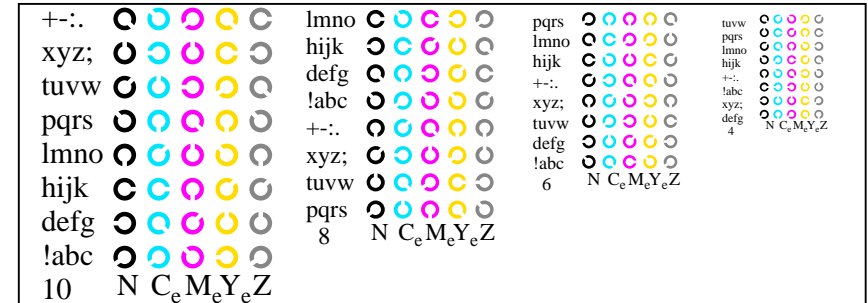 +-:.
xyz;
tuvw
pqrs
lmno
hijk
defg
!abc
10 N CeMeYeZ
lmno
hijk
defg
!abc
+-:.
xyz;
tuvw
pqrs
8 N CeMeYeZ
pqrs
lmno
hijk
+-:.
xyz;
tuvw
defg
!abc
6 N CeMeYeZ
tuvw
pqrs
lmno
hijk
+-:.
!abc
xyz;
defg
4 N CeMeYeZ